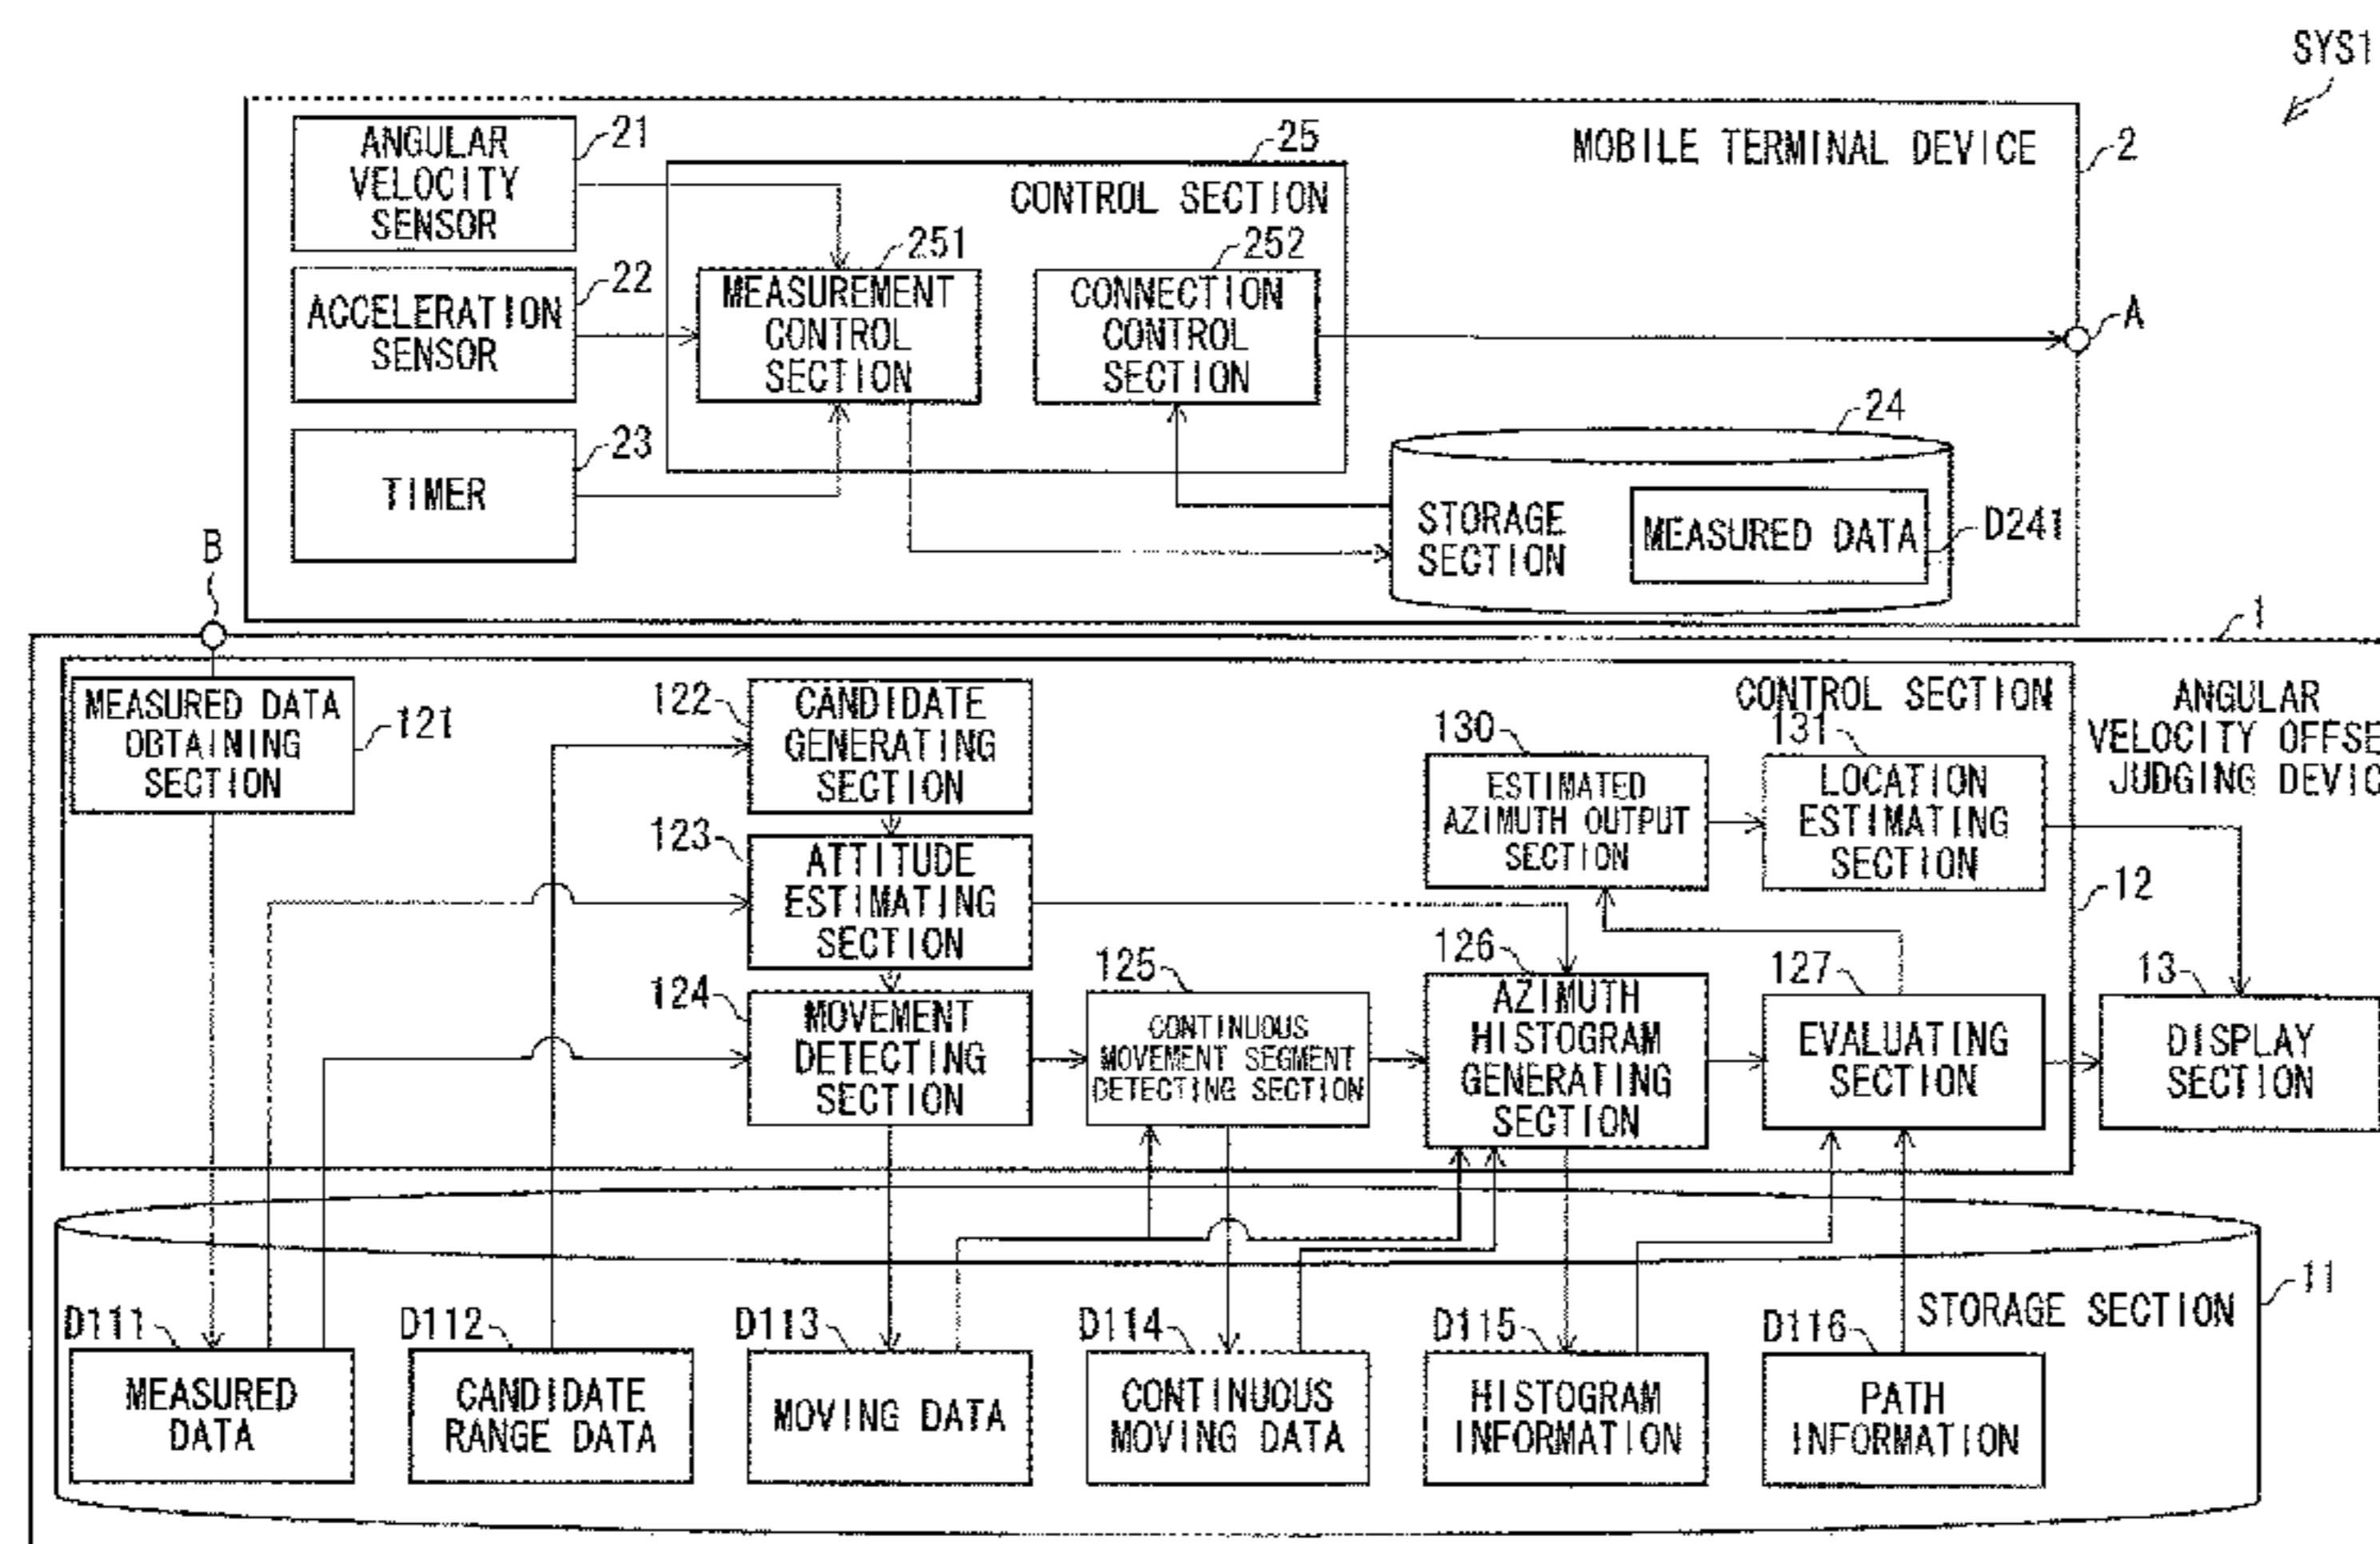 SYS1
ANGULAR
VELOCITY
SENSOR
21
25
MOBILE TERMINAL DEVICE
2
CONTROL SECTION
ACCELERATION
SENSOR
22
251
MEASUREMENT
CONTROL
SECTION
252
CONNECTION
CONTROL
SECTION
A
TIMER
23
24
STORAGE
SECTION
MEASURED DATA
D241
B
1
MEASURED DATA
OBTAINING
SECTION
121
122
CANDIDATE
GENERATING
SECTION
CONTROL SECTION
ANGULAR
VELOCITY OFFSE
JUDGING DEVIC
130
ESTIMATED
AZIMUTH OUTPUT
SECTION
131
LOCATION
ESTIMATING
SECTION
123
ATTITUDE
ESTIMATING
SECTION
12
124
MOVEMENT
DETECTING
SECTION
125
CONTINUOUS
MOVEMENT SEGMENT
DETECTING SECTION
126
AZIMUTH
HISTOGRAM
GENERATING
SECTION
127
EVALUATING
SECTION
13
DISPLAY
SECTION
11
STORAGE SECTION
D111
MEASURED
DATA
D112
CANDIDATE
RANGE DATA
D113
MOVING DATA
D114
CONTINUOUS
MOVING DATA
D115
HISTOGRAM
INFORMATION
D116
PATH
INFORMATION